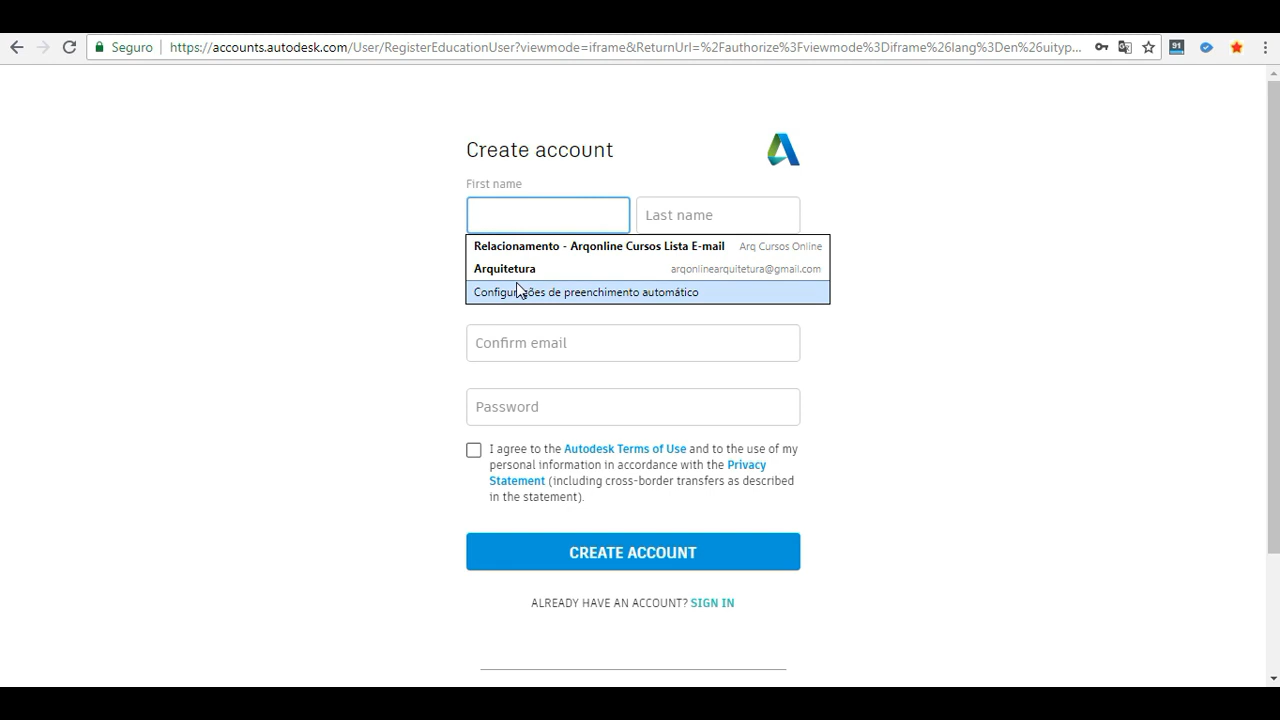 Seguro
https://accounts.autodesk.com/User/RegisterEducationUser?viewmode=iframe&ReturnUrl=%2Fauthorize%3Fviewmode%3Diframe%26lang%3Den%26uityp...
91
Create account
First name
Last name
Relacionamento - Arqonline Cursos Lista E-mail Arq Cursos Online
Arquitetura arqonlinearquitetura@gmail.com
Configurações de preenchimento automático
Confirm email
Password
I agree to the Autodesk Terms of Use and to the use of my
personal information in accordance with the Privacy
Statement (including cross-border transfers as described
in the statement).
CREATE ACCOUNT
ALREADY HAVE AN ACCOUNT? SIGN IN